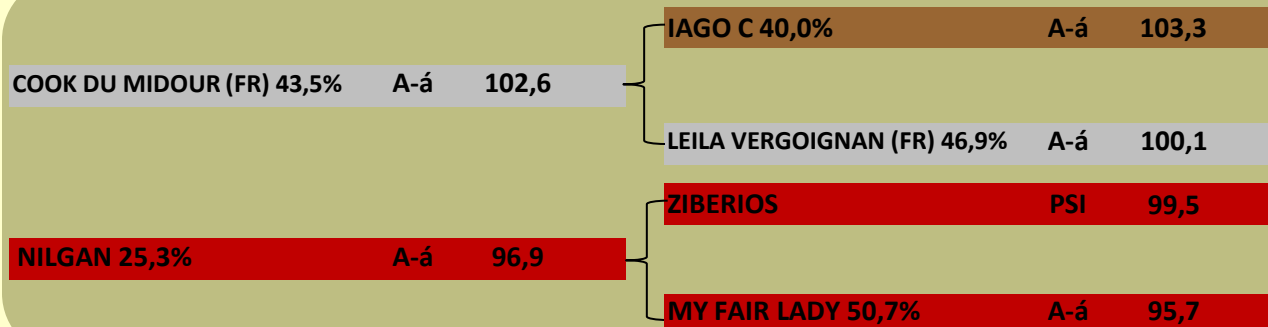 IAGO C 40,0% A-á 103,3
COOK DU MIDOUR (FR) 43,5% A-á 102,6
LEILA VERGOIGNAN (FR) 46,9% A-á 100,1
ZIBERIOS PSI 99,5
NILGAN 25,3% A-á 96,9
MY FAIR LADY 50,7% A-á 95,7